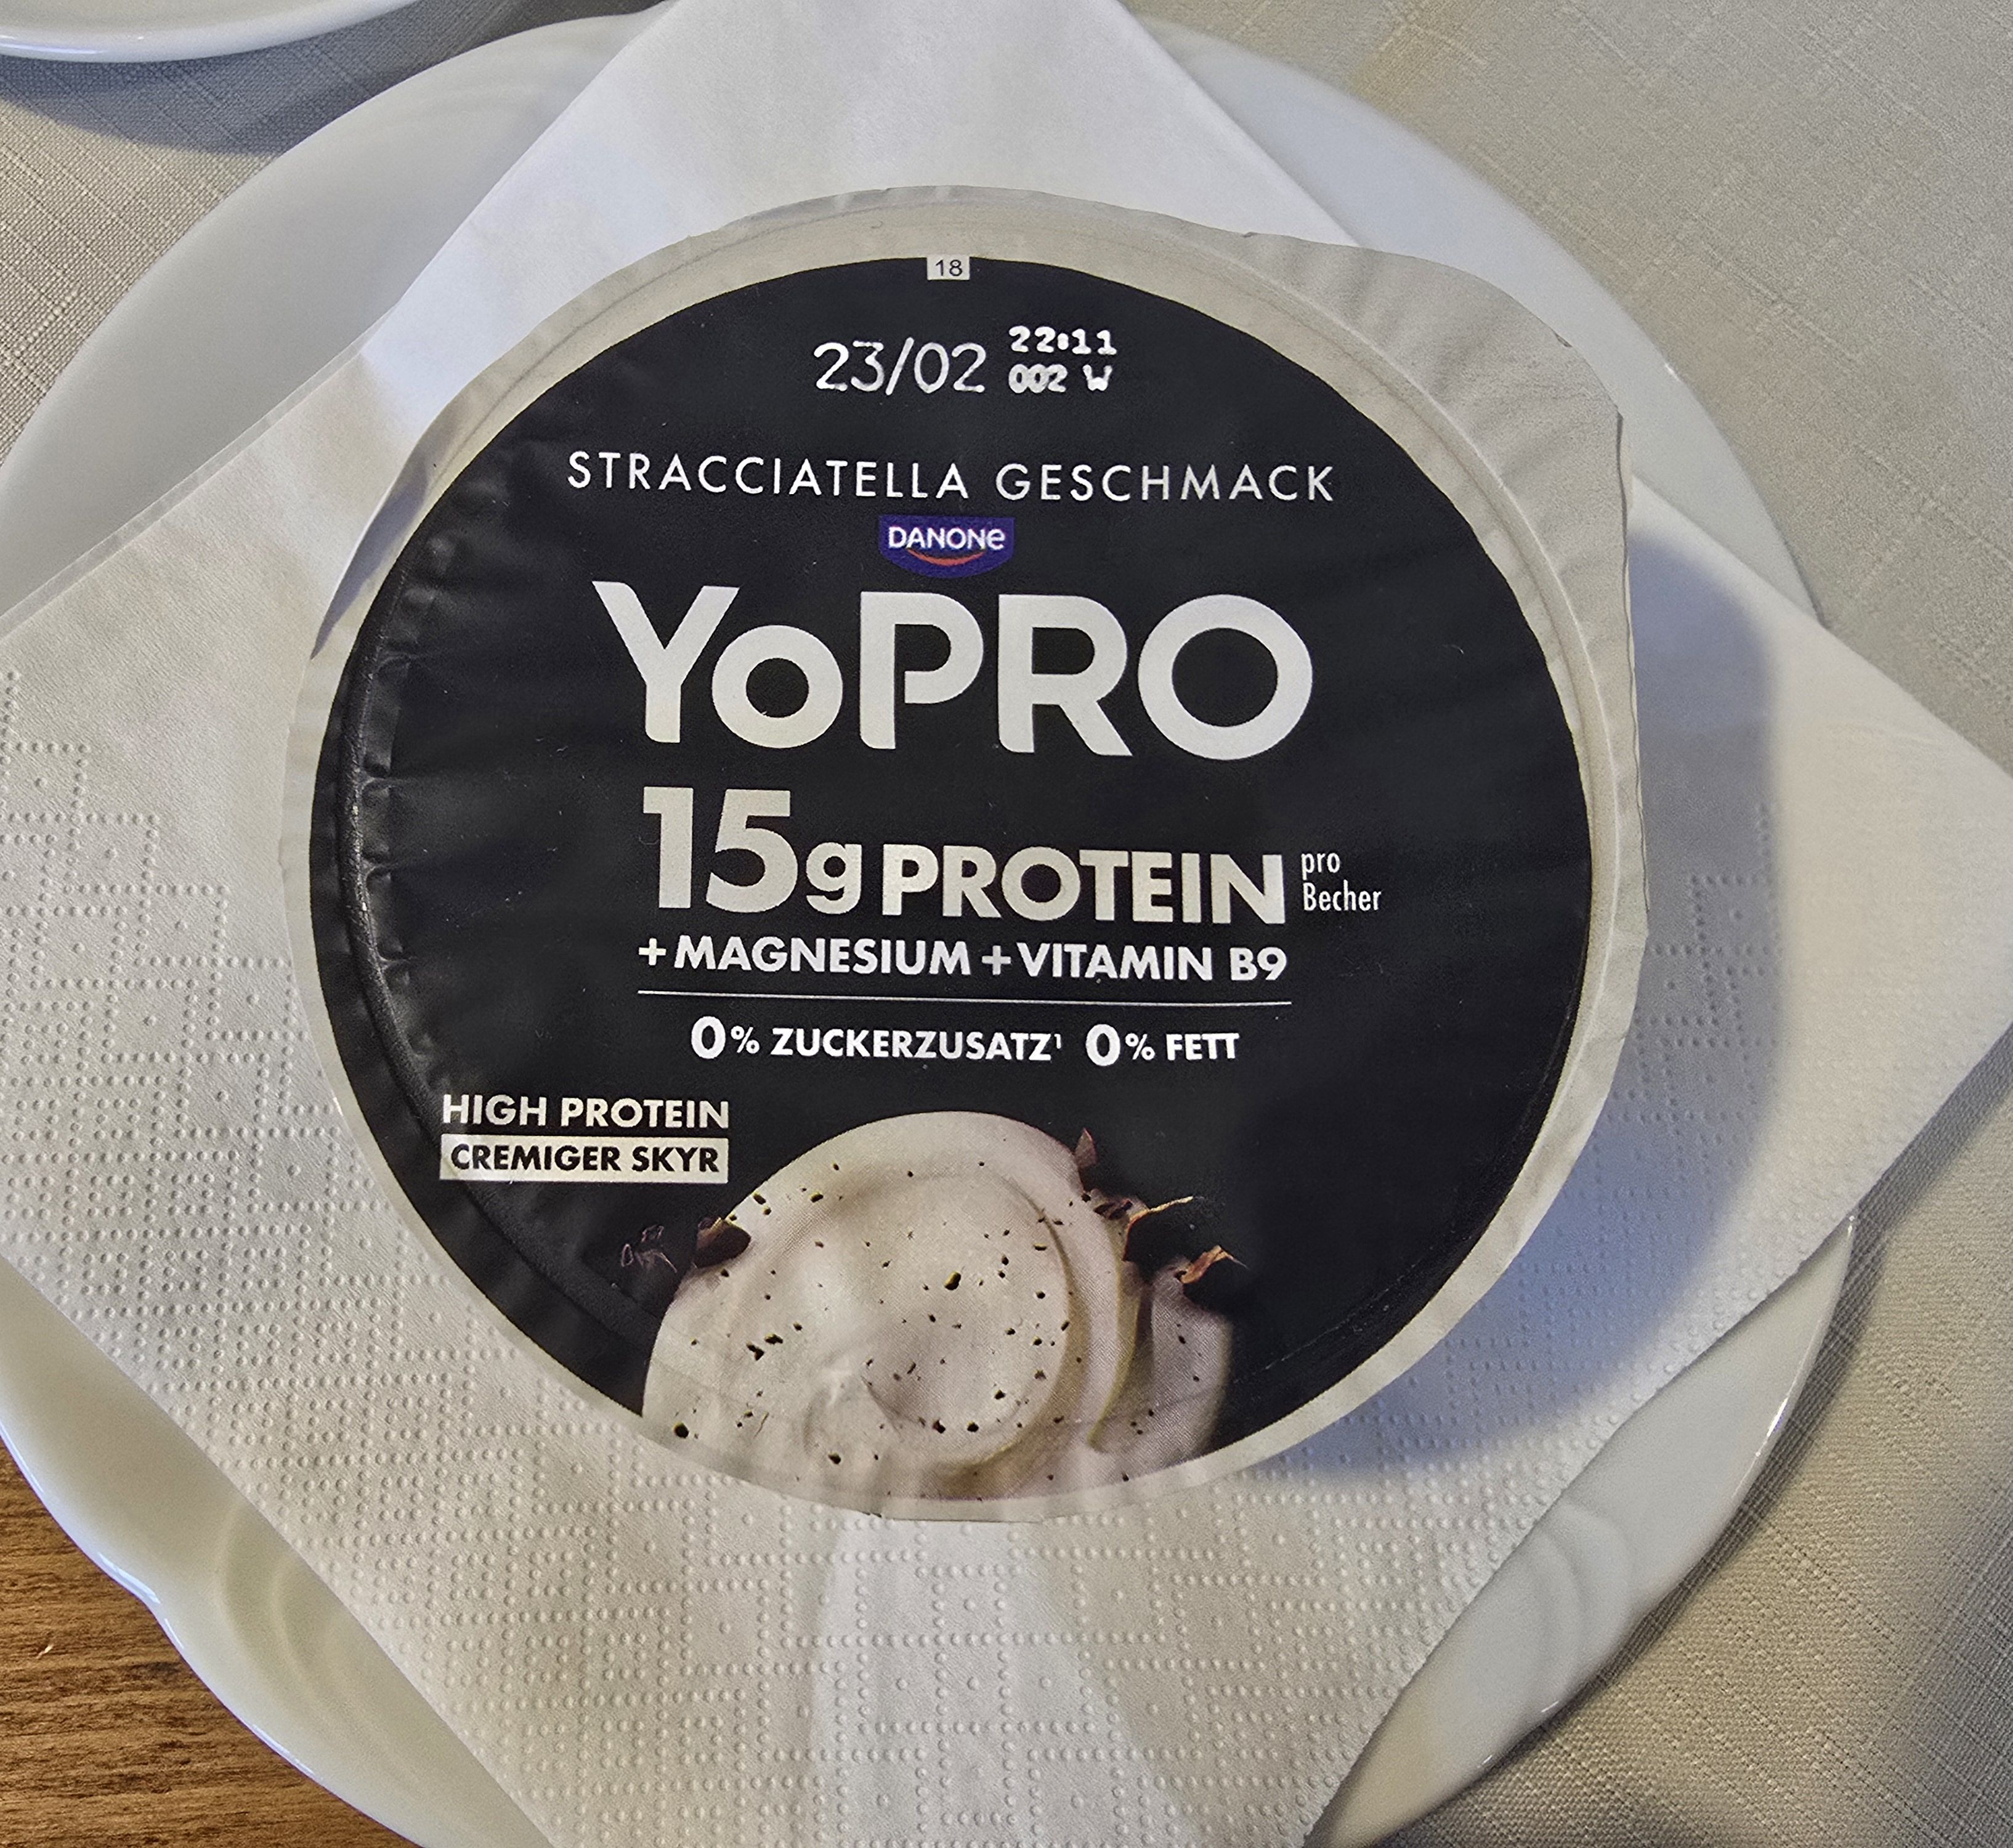 18
23/02 22:11
002 W
STRACCIATELLA GESCHMACK
DANONE
YoPRO
15g PROTEIN pro Becher
+MAGNESIUM +VITAMIN B9
0% ZUCKERZUSATZ¹ 0% FETT
HIGH PROTEIN
CREMIGER SKYR